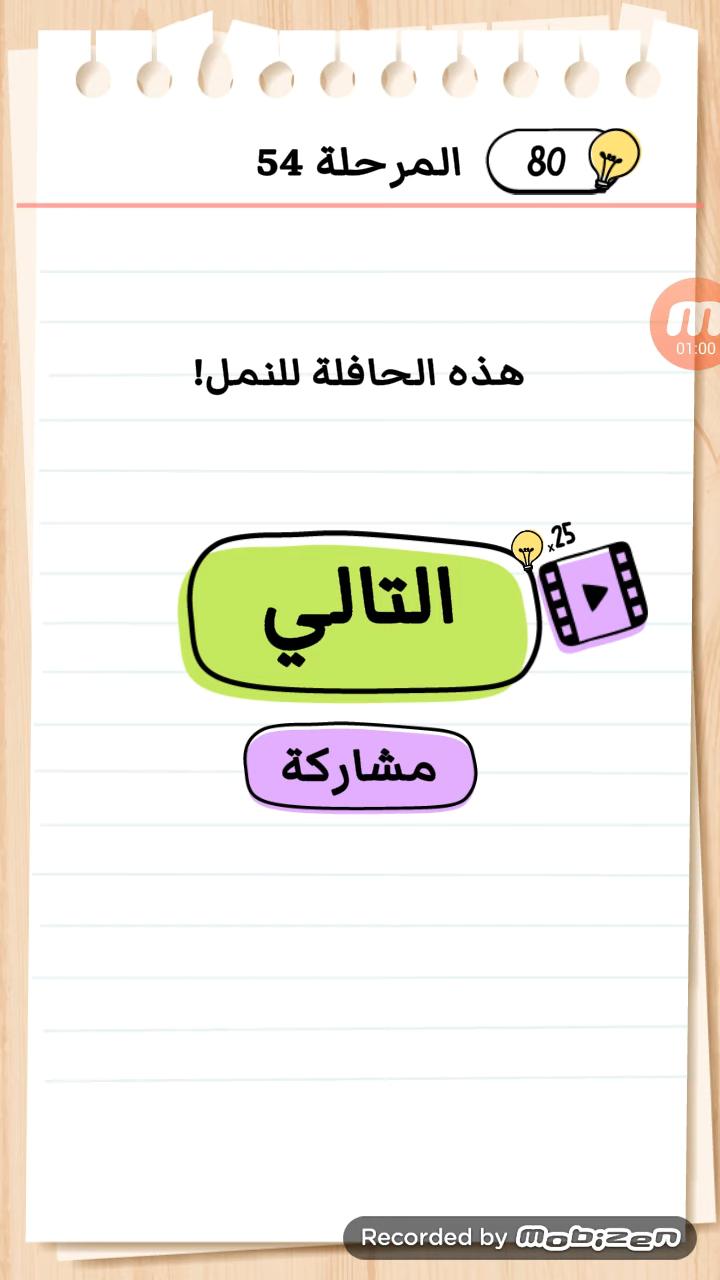 المرحلة 54
80
01:00
هذه الحافلة للنمل!
x25
التالي
مشاركة
Recorded by mobizen